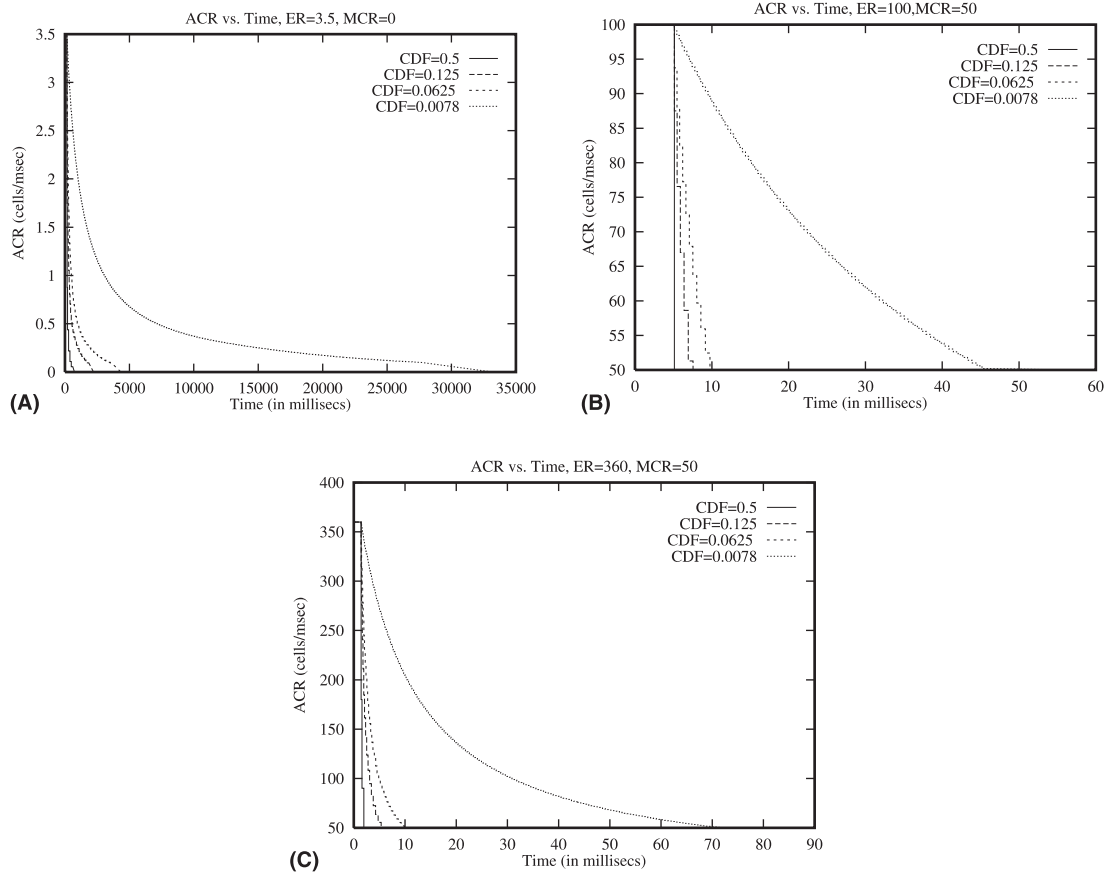 ACR vs. Time, ER=3.5, MCR=0
3.5
3
2.5
2
1.5
1
0.5
0
ACR (cells/msec)
CDF=0.5
CDF=0.125
CDF=0.0625
CDF=0.0078
0 5000 10000 15000 20000 25000 30000 35000
Time (in millisecs)
(A)
ACR vs. Time, ER=100,MCR=50
100
95
90
85
80
75
70
65
60
55
50
ACR (cells/msec)
CDF=0.5
CDF=0.125
CDF=0.0625
CDF=0.0078
0 10 20 30 40 50 60
Time (in millisecs)
(B)
ACR vs. Time, ER=360, MCR=50
400
350
300
250
200
150
100
50
ACR (cells/msec)
CDF=0.5
CDF=0.125
CDF=0.0625
CDF=0.0078
0 10 20 30 40 50 60 70 80 90
Time (in millisecs)
(C)